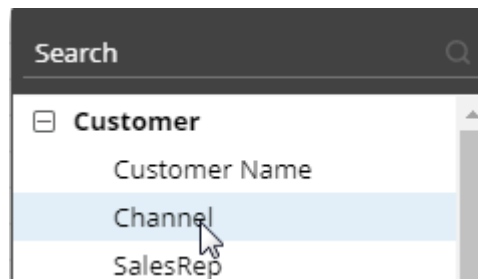 Search
Customer
Customer Name
Channel
SalesRep